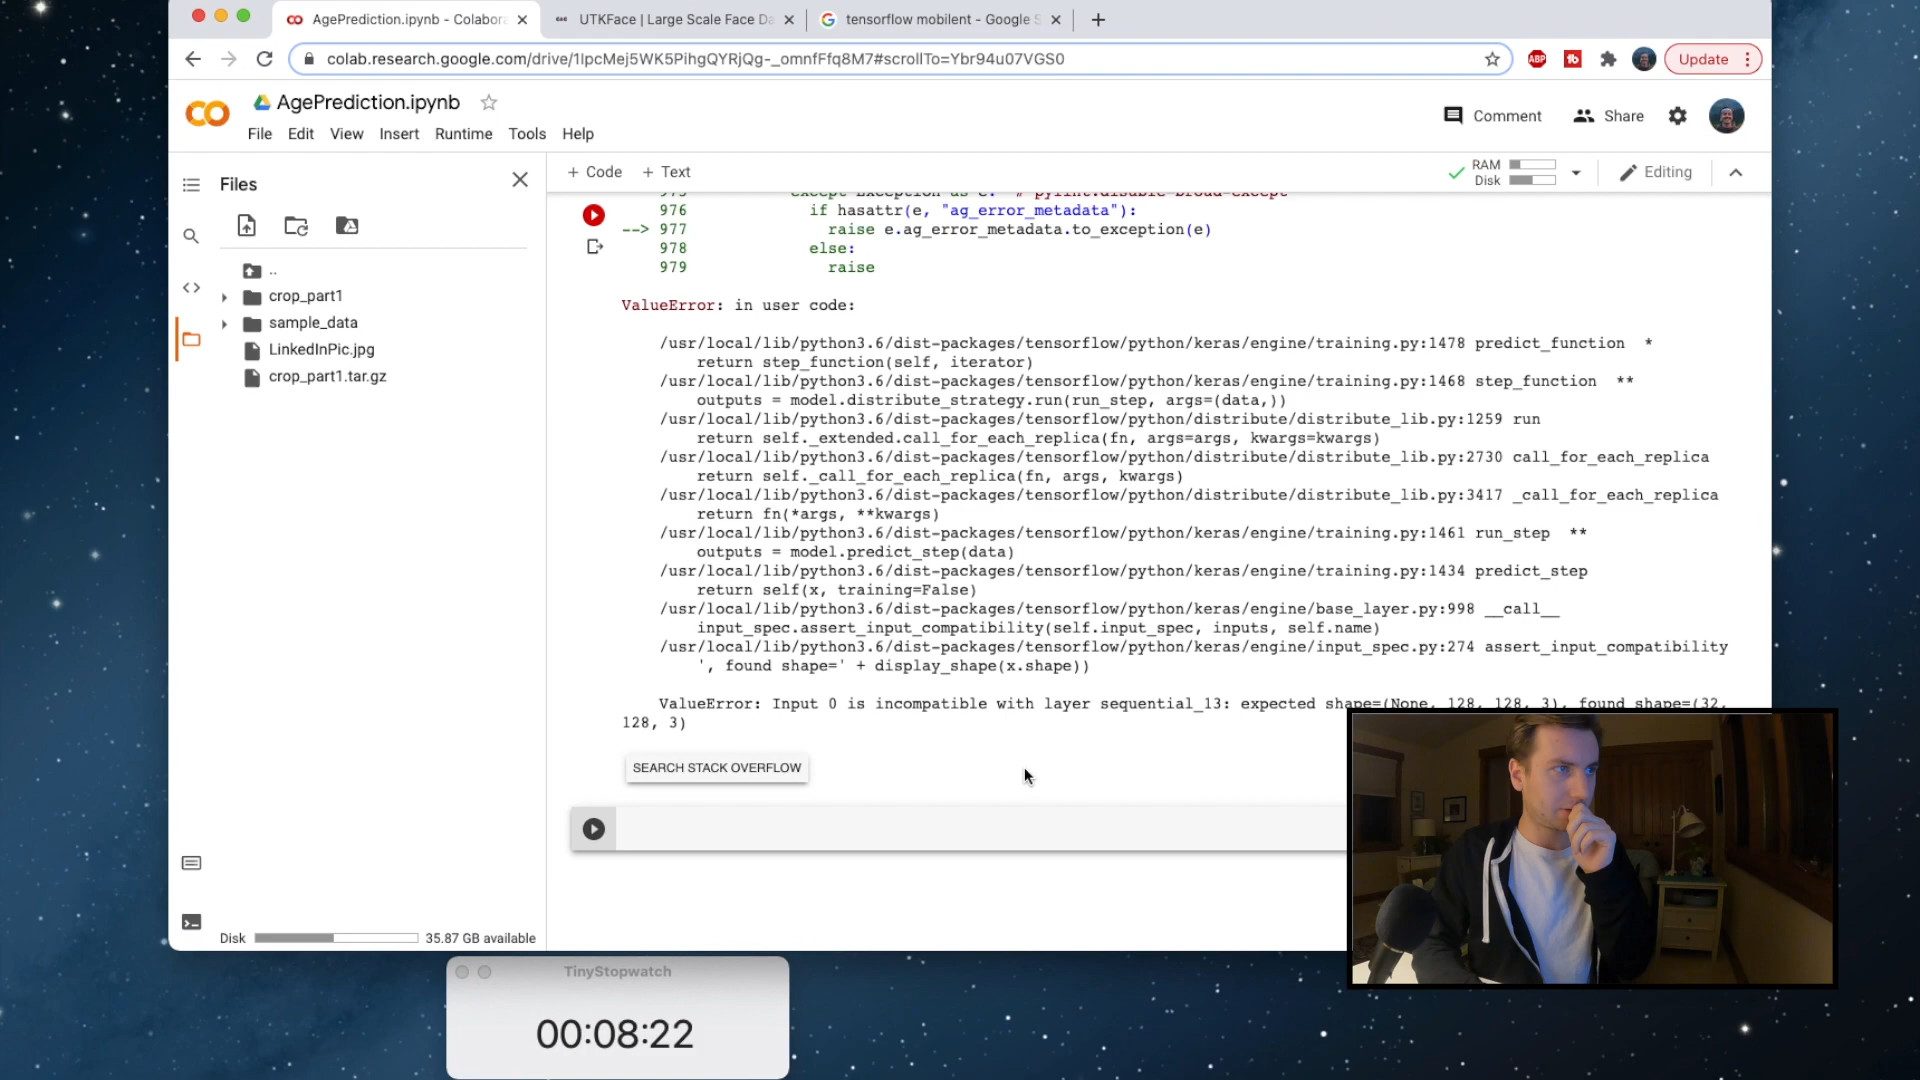 AgePrediction.ipynb - Colabora
UTKFace | Large Scale Face Da
tensorflow mobilent - Google S
colab.research.google.com/drive/1lpcMej5WK5PihgQYRjQg-_omnfFfq8M7#scrollTo=Ybr94u07VGS0
ABP
Update
AgePrediction.ipynb
File Edit View Insert Runtime Tools Help
Comment
Share
Files
+ Code + Text
RAM
Disk
Editing
..
crop_part1
sample_data
LinkedInPic.jpg
crop_part1.tar.gz
975 except Exception as e: # pylint:disable=broad-except
976 if hasattr(e, "ag_error_metadata"):
--> 977 raise e.ag_error_metadata.to_exception(e)
978 else:
979 raise
ValueError: in user code:
/usr/local/lib/python3.6/dist-packages/tensorflow/python/keras/engine/training.py:1478 predict_function *
return step_function(self, iterator)
/usr/local/lib/python3.6/dist-packages/tensorflow/python/keras/engine/training.py:1468 step_function **
outputs = model.distribute_strategy.run(run_step, args=(data,))
/usr/local/lib/python3.6/dist-packages/tensorflow/python/distribute/distribute_lib.py:1259 run
return self._extended.call_for_each_replica(fn, args=args, kwargs=kwargs)
/usr/local/lib/python3.6/dist-packages/tensorflow/python/distribute/distribute_lib.py:2730 call_for_each_replica
return self._call_for_each_replica(fn, args, kwargs)
/usr/local/lib/python3.6/dist-packages/tensorflow/python/distribute/distribute_lib.py:3417 _call_for_each_replica
return fn(*args, **kwargs)
/usr/local/lib/python3.6/dist-packages/tensorflow/python/keras/engine/training.py:1461 run_step **
outputs = model.predict_step(data)
/usr/local/lib/python3.6/dist-packages/tensorflow/python/keras/engine/training.py:1434 predict_step
return self(x, training=False)
/usr/local/lib/python3.6/dist-packages/tensorflow/python/keras/engine/base_layer.py:998 __call__
input_spec.assert_input_compatibility(self.input_spec, inputs, self.name)
/usr/local/lib/python3.6/dist-packages/tensorflow/python/keras/engine/input_spec.py:274 assert_input_compatibility
', found shape=' + display_shape(x.shape))
ValueError: Input 0 is incompatible with layer sequential_13: expected shape=(None, 128, 128, 3), found shape=(32,
128, 3)
SEARCH STACK OVERFLOW
Disk
35.87 GB available
TinyStopwatch
00:08:22